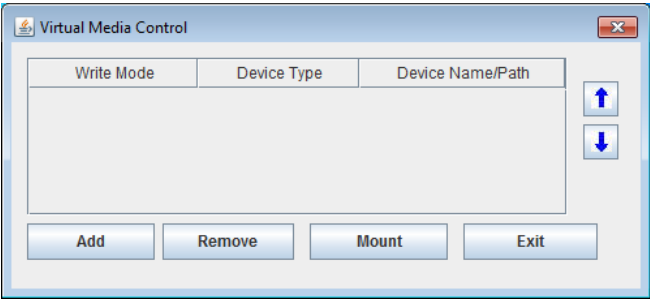 Virtual Media Control
Write Mode Device Type Device Name/Path
Add Remove Mount Exit